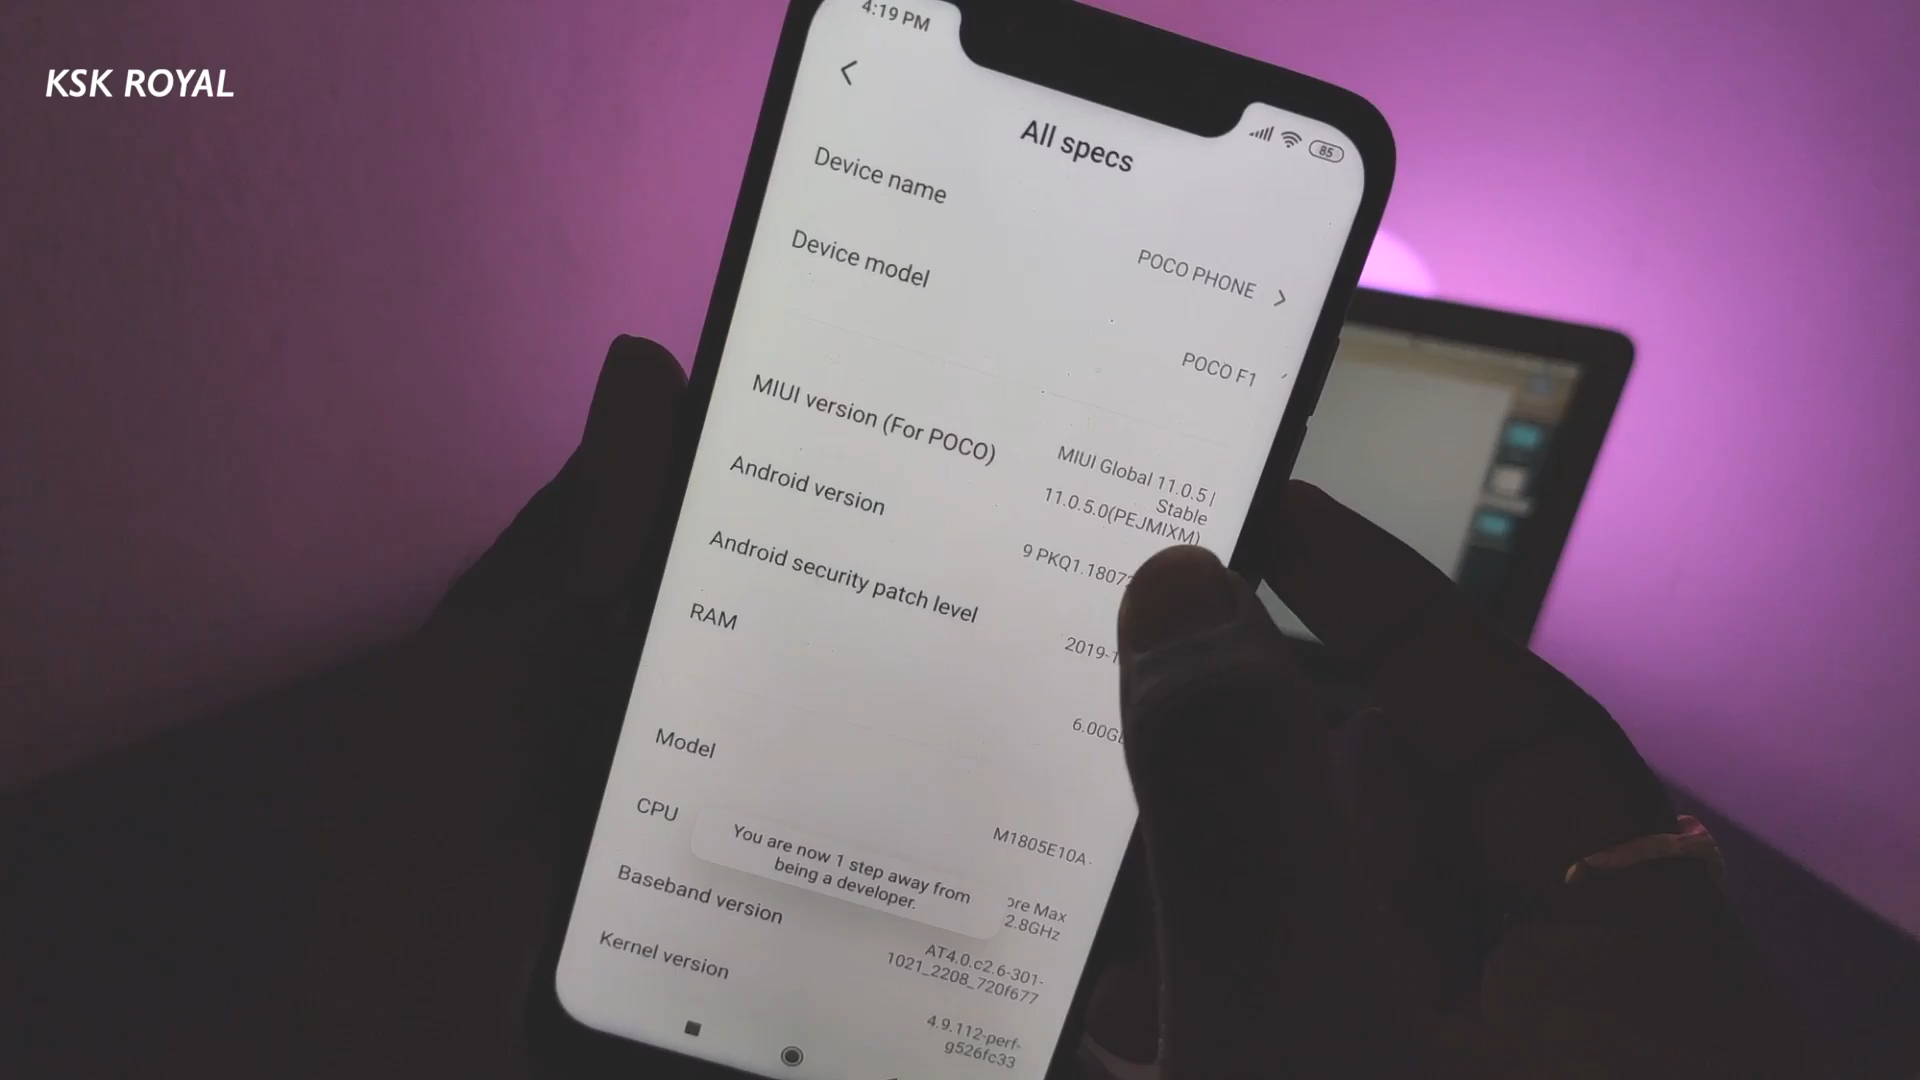 KSK ROYAL
4:19 PM
85
All specs
Device name
POCO PHONE
Device model
POCO F1
MIUI version (For POCO)
MIUI Global 11.0.5 |
Stable
11.0.5.0(PEJMIXM)
Android version
9 PKQ1.18072
Android security patch level
2019-1
RAM
6.00G
Model
M1805E10A
CPU
Max
2.8GHz
You are now 1 step away from
being a developer.
Baseband version
AT4.0.c2.6-301-
1021_2208_720f677
Kernel version
4.9.112-perf-
g526fc33